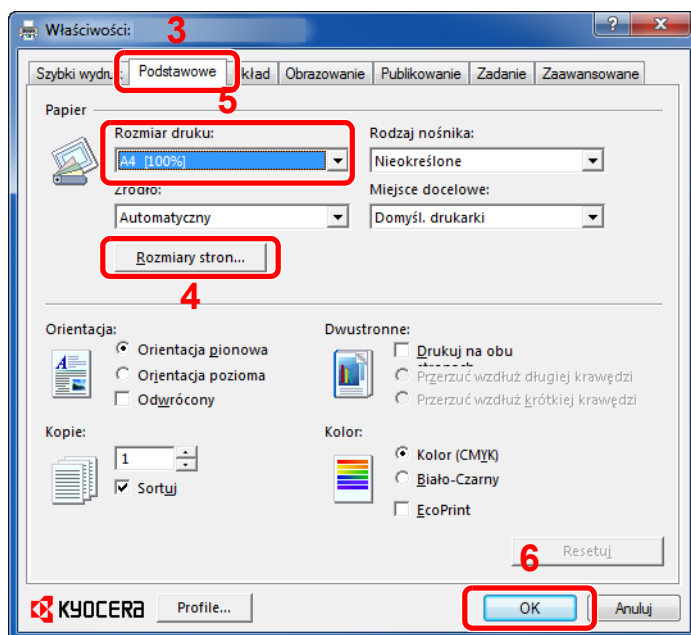 Właściwości:
3
Szybki wydru Podstawowe kład Obrazowanie Publikowanie Zadanie Zaawansowane
5
Papier
Rozmiar druku: Rodzaj nośnika:
A4 [100%] Nieokreślone
Źródło: Miejsce docelowe:
Automatyczny Domyśl. drukarki
Rozmiary stron...
4
Orientacja: Dwustronne:
Orientacja pionowa Drukuj na obu
stronach
Orientacja pozioma Przerzuć wzdłuż długiej krawędzi
Odwrócony Przerzuć wzdłuż krótkiej krawędzi
Kopie: Kolor:
1 Kolor (CMYK)
Sortuj Biało-Czarny
EcoPrint
6 Resetuj
KYOCERA Profile... OK Anuluj